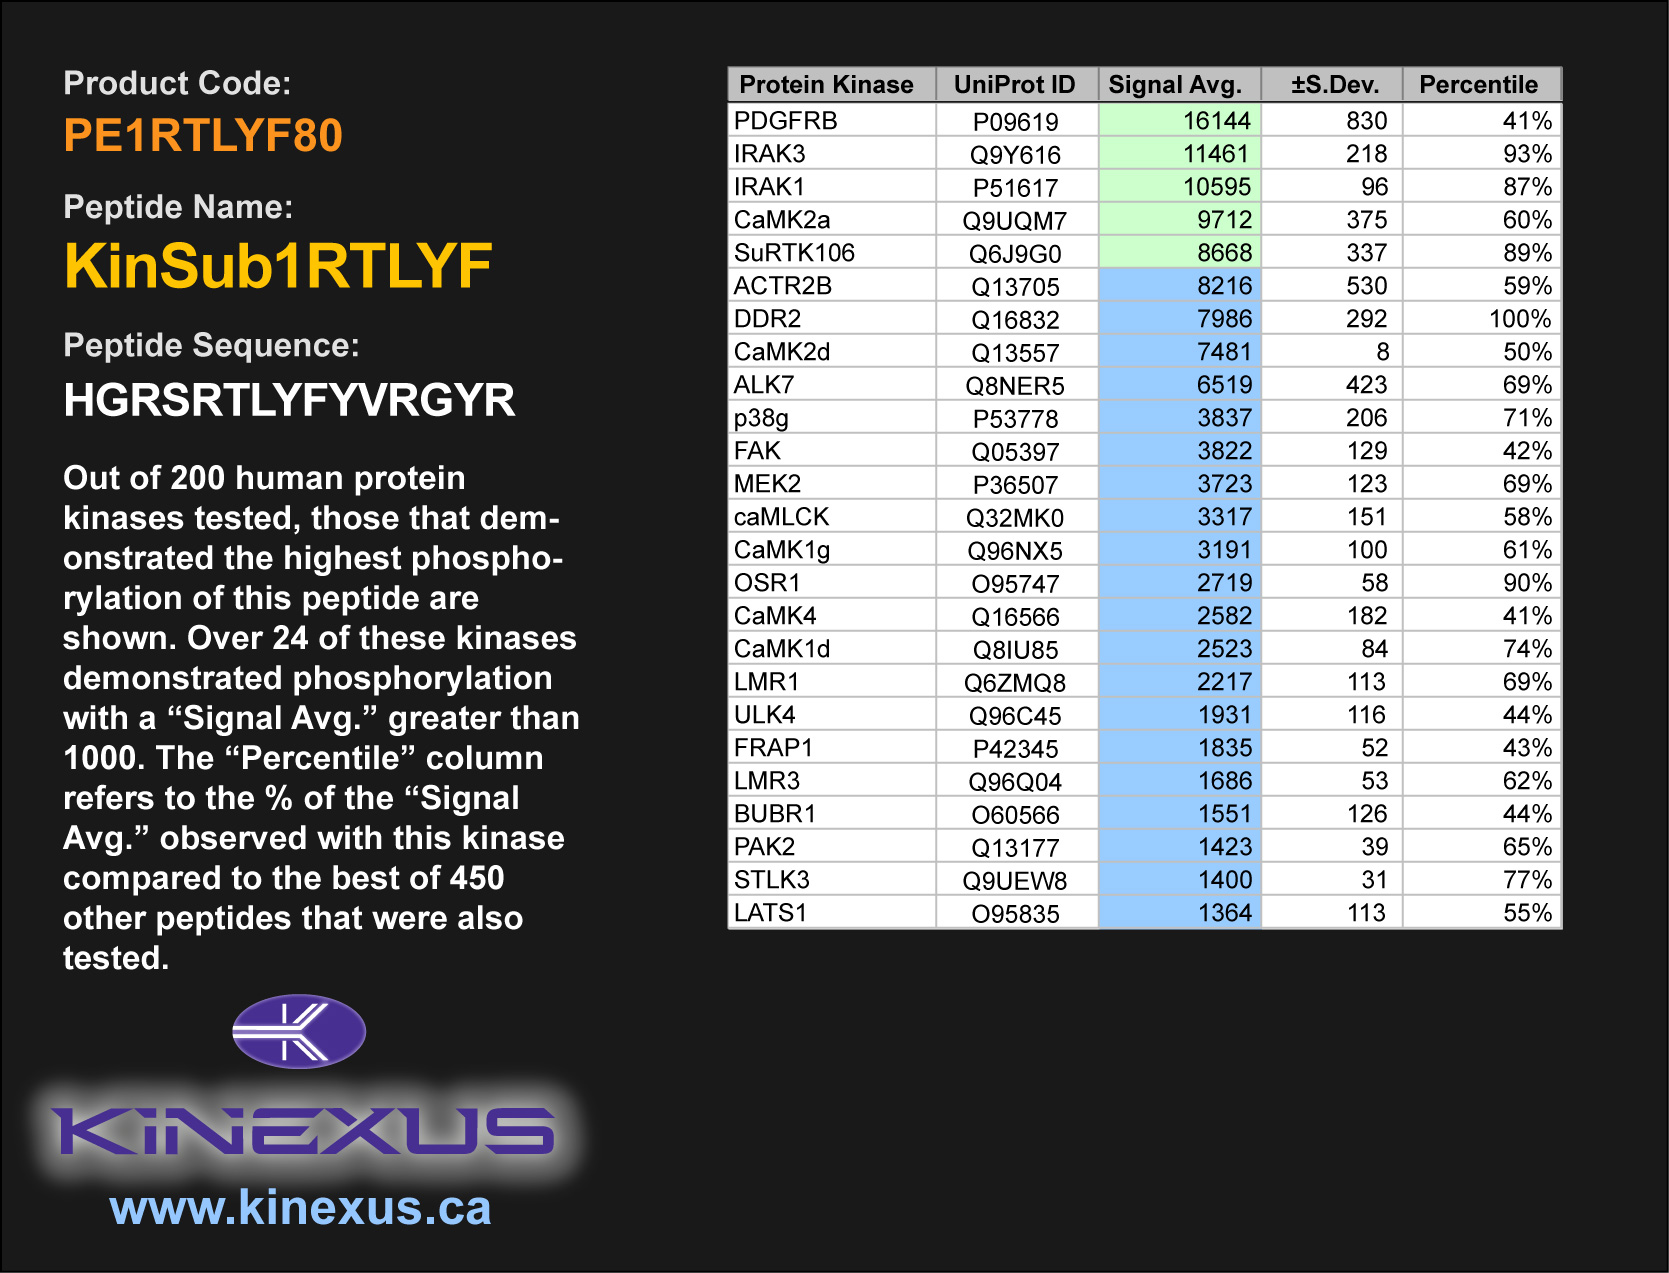 Product Code:
PE1RTLYF80
Peptide Name:
KinSub1RTLYF
Peptide Sequence:
HGRSRTLYFYVRGYR
Out of 200 human protein
kinases tested, those that dem-
onstrated the highest phospho-
rylation of this peptide are
shown. Over 24 of these kinases
demonstrated phosphorylation
with a “Signal Avg.” greater than
1000. The “Percentile” column
refers to the % of the “Signal
Avg.” observed with this kinase
compared to the best of 450
other peptides that were also
tested.
KINEXUS
www.kinexus.ca
Protein Kinase UniProt ID Signal Avg. ±S.Dev. Percentile
PDGFRB P09619 16144 830 41%
IRAK3 Q9Y616 11461 218 93%
IRAK1 P51617 10595 96 87%
CaMK2a Q9UQM7 9712 375 60%
SuRTK106 Q6J9G0 8668 337 89%
ACTR2B Q13705 8216 530 59%
DDR2 Q16832 7986 292 100%
CaMK2d Q13557 7481 8 50%
ALK7 Q8NER5 6519 423 69%
p38g P53778 3837 206 71%
FAK Q05397 3822 129 42%
MEK2 P36507 3723 123 69%
caMLCK Q32MK0 3317 151 58%
CaMK1g Q96NX5 3191 100 61%
OSR1 O95747 2719 58 90%
CaMK4 Q16566 2582 182 41%
CaMK1d Q8IU85 2523 84 74%
LMR1 Q6ZMQ8 2217 113 69%
ULK4 Q96C45 1931 116 44%
FRAP1 P42345 1835 52 43%
LMR3 Q96Q04 1686 53 62%
BUBR1 O60566 1551 126 44%
PAK2 Q13177 1423 39 65%
STLK3 Q9UEW8 1400 31 77%
LATS1 O95835 1364 113 55%